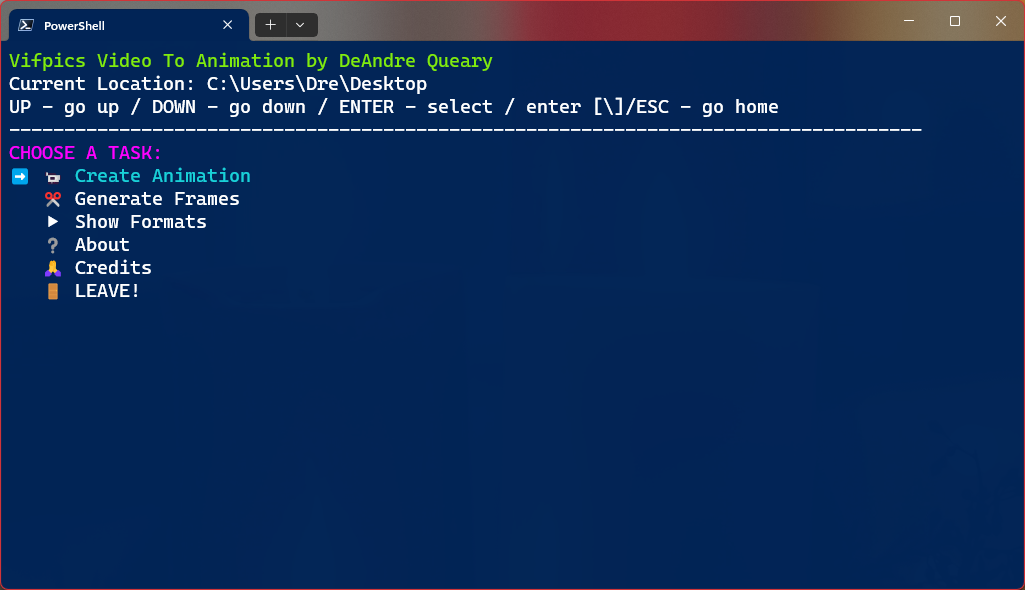 PowerShell
Vifpics Video To Animation by DeAndre Queary
Current Location: C:\Users\Dre\Desktop
UP - go up / DOWN - go down / ENTER - select / enter [\]/ESC - go home
-----------------------------------------------------------------------------------
CHOOSE A TASK:
Create Animation
Generate Frames
Show Formats
About
Credits
LEAVE!